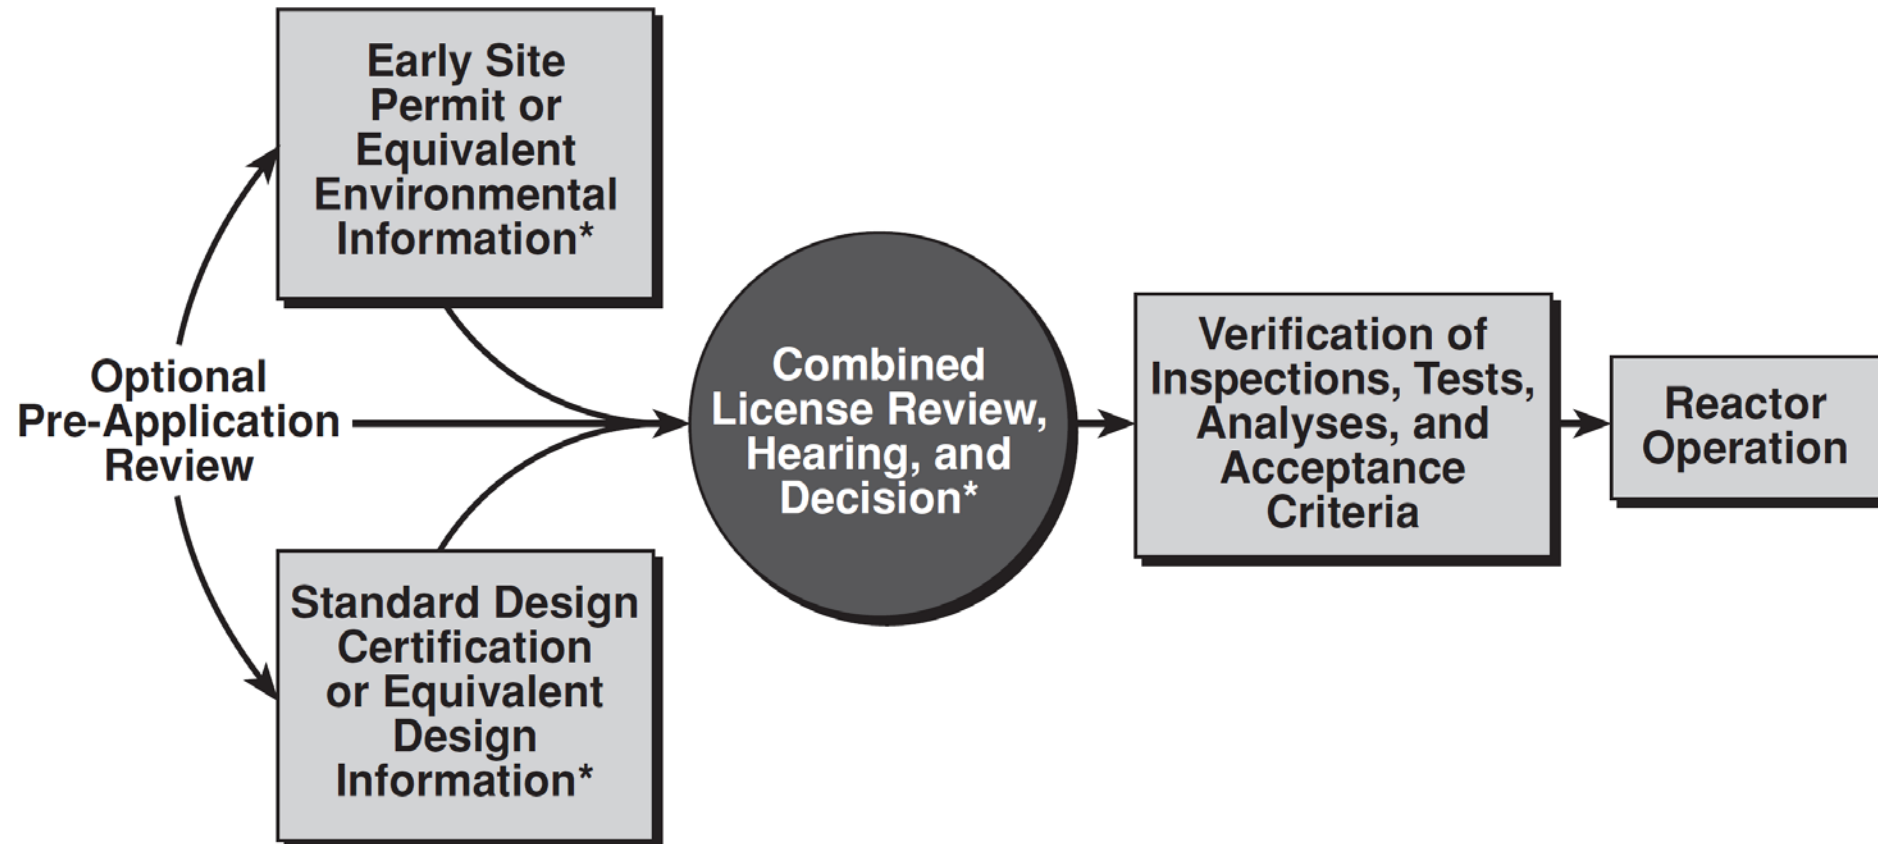 Early Site
Permit or
Equivalent
Environmental
Information*
Optional
Pre-Application
Review
Standard Design
Certification
or Equivalent
Design
Information*
Combined
License Review,
Hearing, and
Decision*
Verification of
Inspections, Tests,
Analyses, and
Acceptance
Criteria
Reactor
Operation